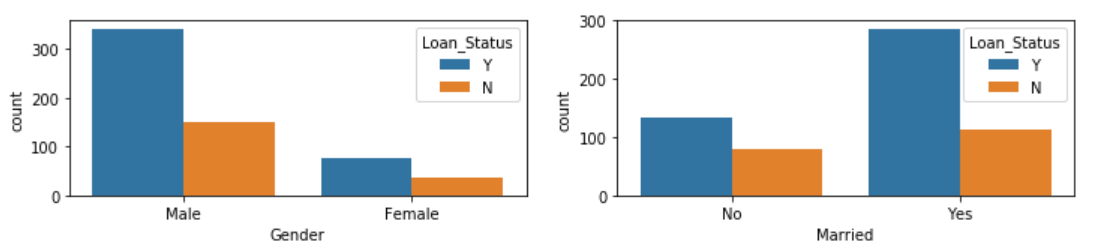 300
200
100
0
count
Loan_Status
Y
N
Male
Female
Gender
300
200
100
0
count
Loan_Status
Y
N
No
Yes
Married